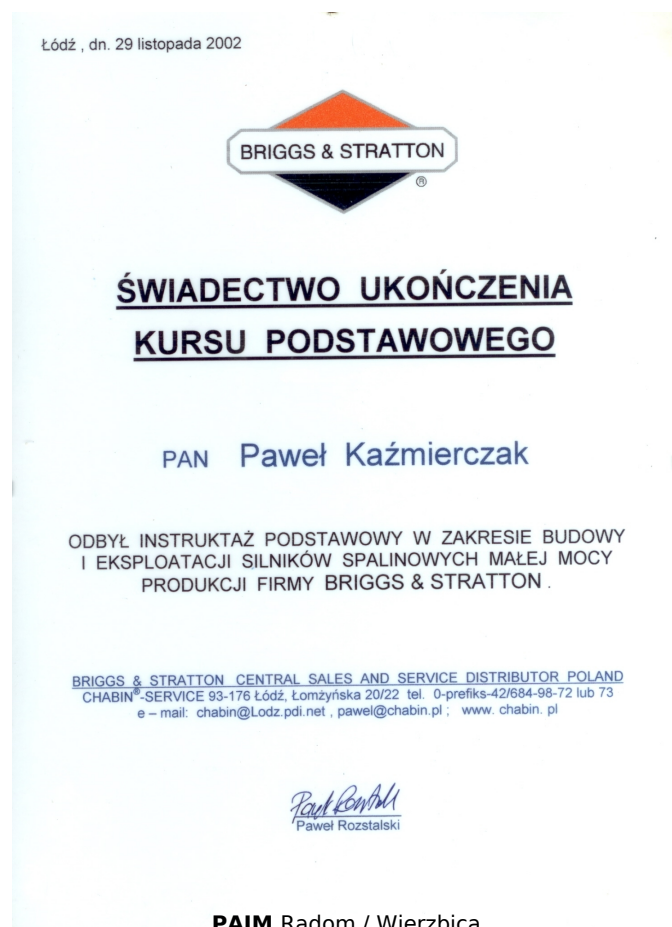 Łódź , dn. 29 listopada 2002
BRIGGS & STRATTON
®
ŚWIADECTWO UKOŃCZENIA
KURSU PODSTAWOWEGO
PAN Paweł Kaźmierczak
ODBYŁ INSTRUKTAŻ PODSTAWOWY W ZAKRESIE BUDOWY
I EKSPLOATACJI SILNIKÓW SPALINOWYCH MAŁEJ MOCY
PRODUKCJI FIRMY BRIGGS & STRATTON .
BRIGGS & STRATTON CENTRAL SALES AND SERVICE DISTRIBUTOR POLAND
CHABIN®-SERVICE 93-176 Łódź, Łomżyńska 20/22 tel. 0-prefiks-42/684-98-72 lub 73
e – mail: chabin@Lodz.pdi.net , pawel@chabin.pl ; www. chabin. pl
Paweł Rozstalski
PAIM Radom / Wierzbica